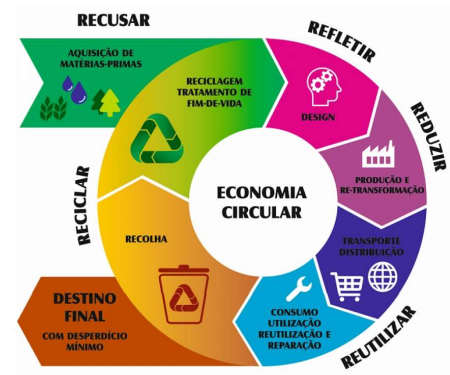 RECUSAR
AQUISIÇÃO DE
MATÉRIAS-PRIMAS
RECICLAGEM
TRATAMENTO DE
FIM-DE-VIDA
REFLETIR
DESIGN
REDUZIR
PRODUÇÃO E
RE-TRANSFORMAÇÃO
ECONOMIA
CIRCULAR
TRANSPORTE
DISTRIBUIÇÃO
REUTILIZAR
CONSUMO
UTILIZAÇÃO
REUTILIZAÇÃO E
REPARAÇÃO
RECICLAR
RECOLHA
DESTINO
FINAL
COM DESPERDÍCIO
MÍNIMO